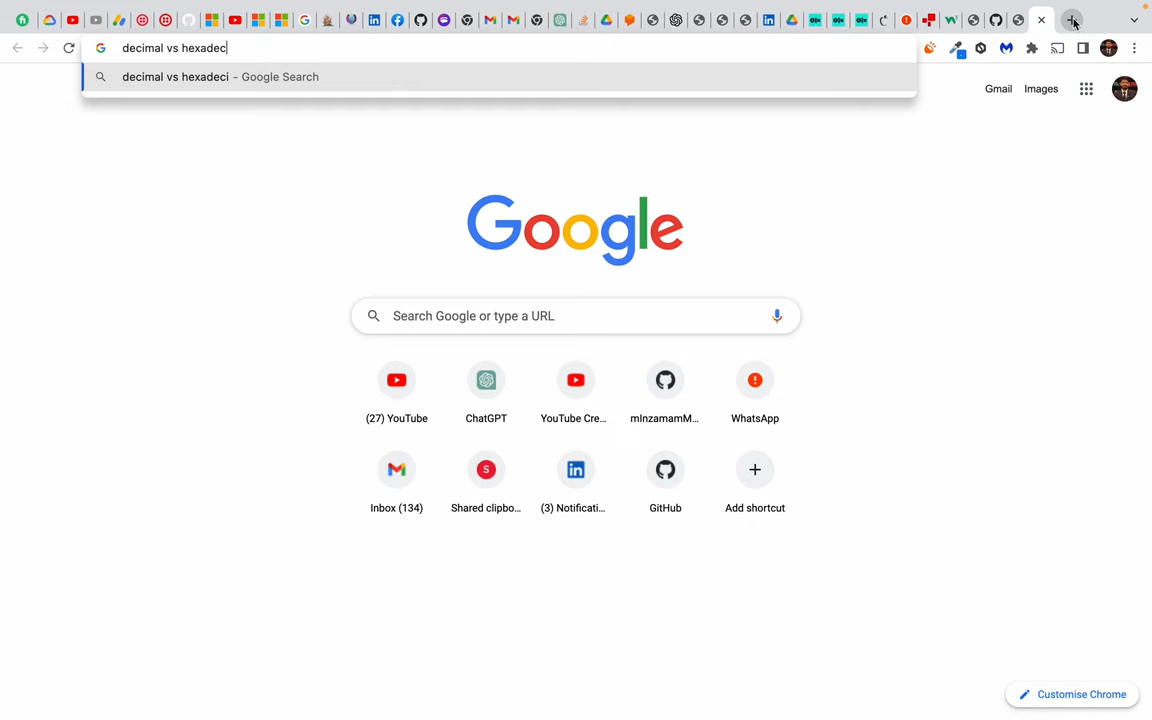 decimal vs hexadec
decimal vs hexadeci – Google Search
Gmail Images
Google
Search Google or type a URL
(27) YouTube ChatGPT YouTube Cre... mInzamamM... WhatsApp
S
Inbox (134) Shared clipbo... (3) Notificati... GitHub Add shortcut
Customise Chrome